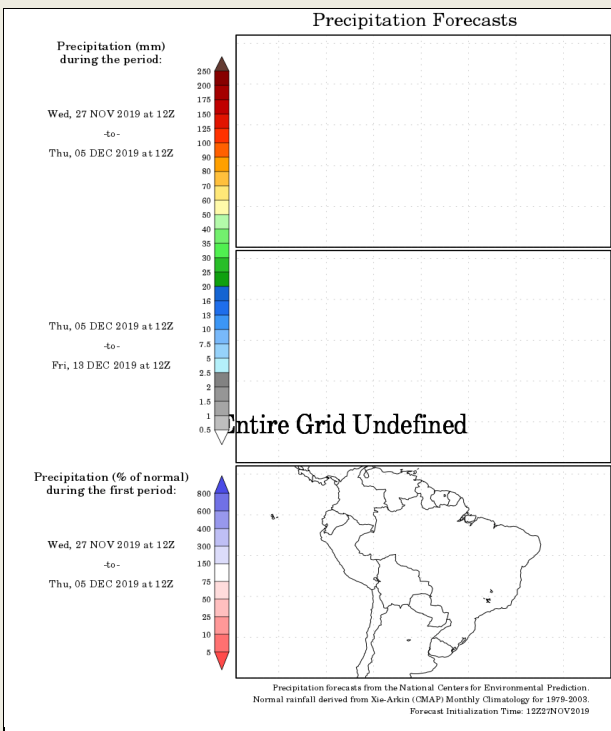 Precipitation Forecasts
Precipitation (mm)
during the period:
Wed, 27 NOV 2019 at 12Z
-to-
Thu, 05 DEC 2019 at 12Z
250
200
175
150
125
100
90
80
70
60
50
40
35
30
25
20
16
13
10
7.5
5
2.5
2
1.5
1
0.5
Thu, 05 DEC 2019 at 12Z
-to-
Fri, 13 DEC 2019 at 12Z
Entire Grid Undefined
Precipitation (% of normal)
during the first period:
Wed, 27 NOV 2019 at 12Z
-to-
Thu, 05 DEC 2019 at 12Z
800
600
400
300
150
75
50
25
10
5
Precipitation forecasts from the National Centers for Environmental Prediction.
Normal rainfall derived from Xie-Arkin (CMAP) Monthly Climatology for 1979-2003.
Forecast Initialization Time: 12Z27NOV2019